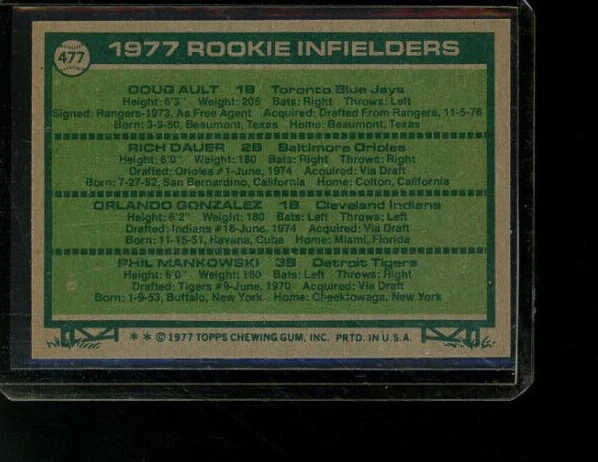 477
1977 ROOKIE INFIELDERS
DOUG AULT 1B Toronto Blue Jays
Height: 6'3" Weight: 205 Bats: Right Throws: Left
Signed: Rangers-1973, As Free Agent Acquired: Drafted From Rangers, 11-5-76
Born: 3-9-50, Beaumont, Texas Home: Beaumont, Texas
RICH DAUER 2B Baltimore Orioles
Height: 6'0" Weight: 180 Bats: Right Throws: Right
Drafted: Orioles #1-June, 1974 Acquired: Via Draft
Born: 7-27-52, San Bernardino, California Home: Colton, California
ORLANDO GONZALEZ 1B Cleveland Indians
Height: 6'2" Weight: 180 Bats: Left Throws: Left
Drafted: Indians #18-June, 1974 Acquired: Via Draft
Born: 11-15-51, Havana, Cuba Home: Miami, Florida
PHIL MANKOWSKI 3B Detroit Tigers
Height: 6'0" Weight: 180 Bats: Left Throws: Right
Drafted: Tigers #9-June, 1970 Acquired: Via Draft
Born: 1-9-53, Buffalo, New York Home: Cheektowaga, New York
** © 1977 TOPPS CHEWING GUM, INC. PRTD. IN U.S.A.